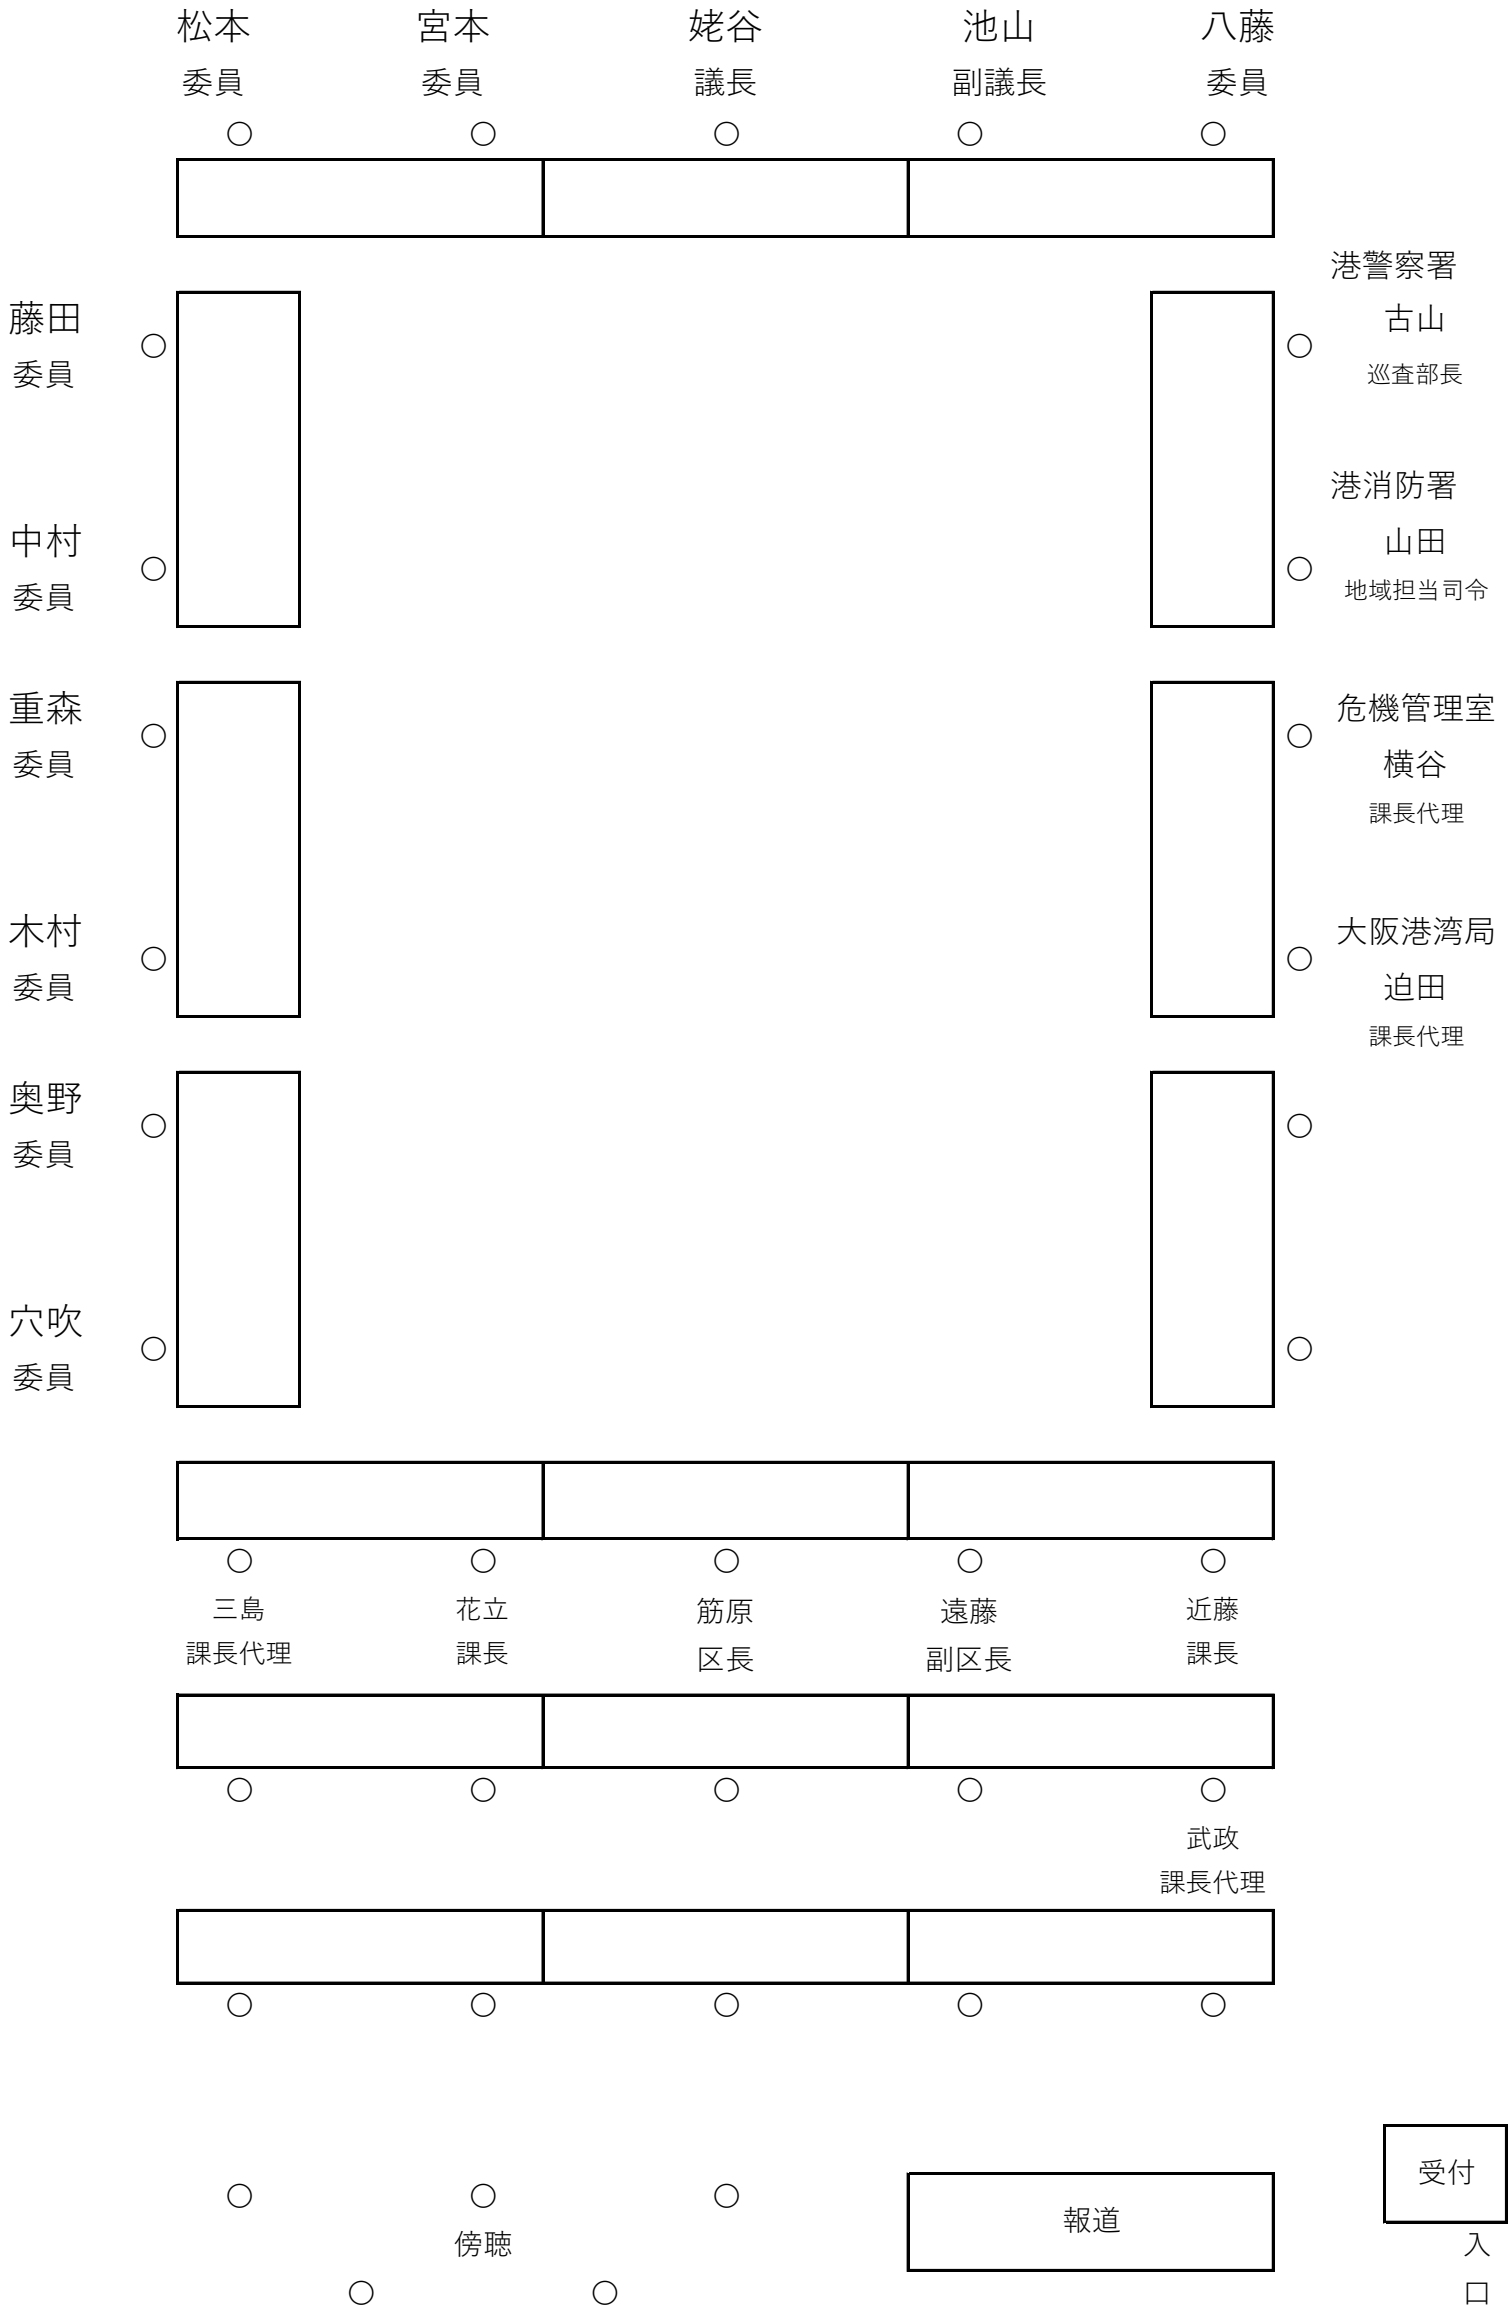 松本 宮本 姥谷 池山 八藤
委員 委員 議長 副議長 委員
○ ○ ○ ○ ○
港警察署
藤田
○ ○
古山
委員
巡査部長
港消防署
中村
○ ○
山田
委員
地域担当司令
重森
○ ○
危機管理室
委員
横谷
課長代理
木村
○ ○
大阪港湾局
委員
迫田
課長代理
奥野
○ ○
委員
穴吹
○ ○
委員
○ ○ ○ ○ ○
三島 花立 筋原 遠藤 近藤
課長代理 課長 区長 副区長 課長
○ ○ ○ ○ ○
武政
課長代理
○ ○ ○ ○ ○
受付
○ ○ ○
報道
傍聴
入
○ ○
口